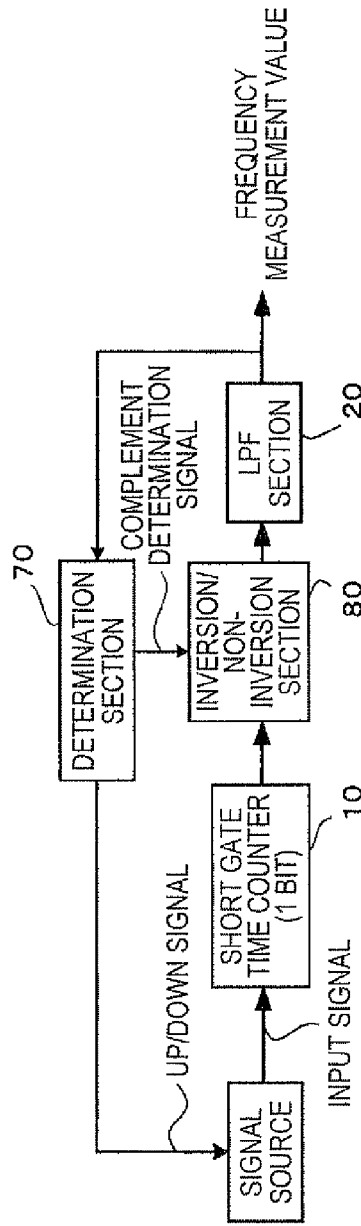 70
DETERMINATION
SECTION
COMPLEMENT
DETERMINATION
SIGNAL
UP/DOWN SIGNAL
SIGNAL
SOURCE
INPUT SIGNAL
SHORT GATE
TIME COUNTER
(1 BIT)
10
INVERSION/
NON-
INVERSION
SECTION
80
LPF
SECTION
20
FREQUENCY
MEASUREMENT VALUE